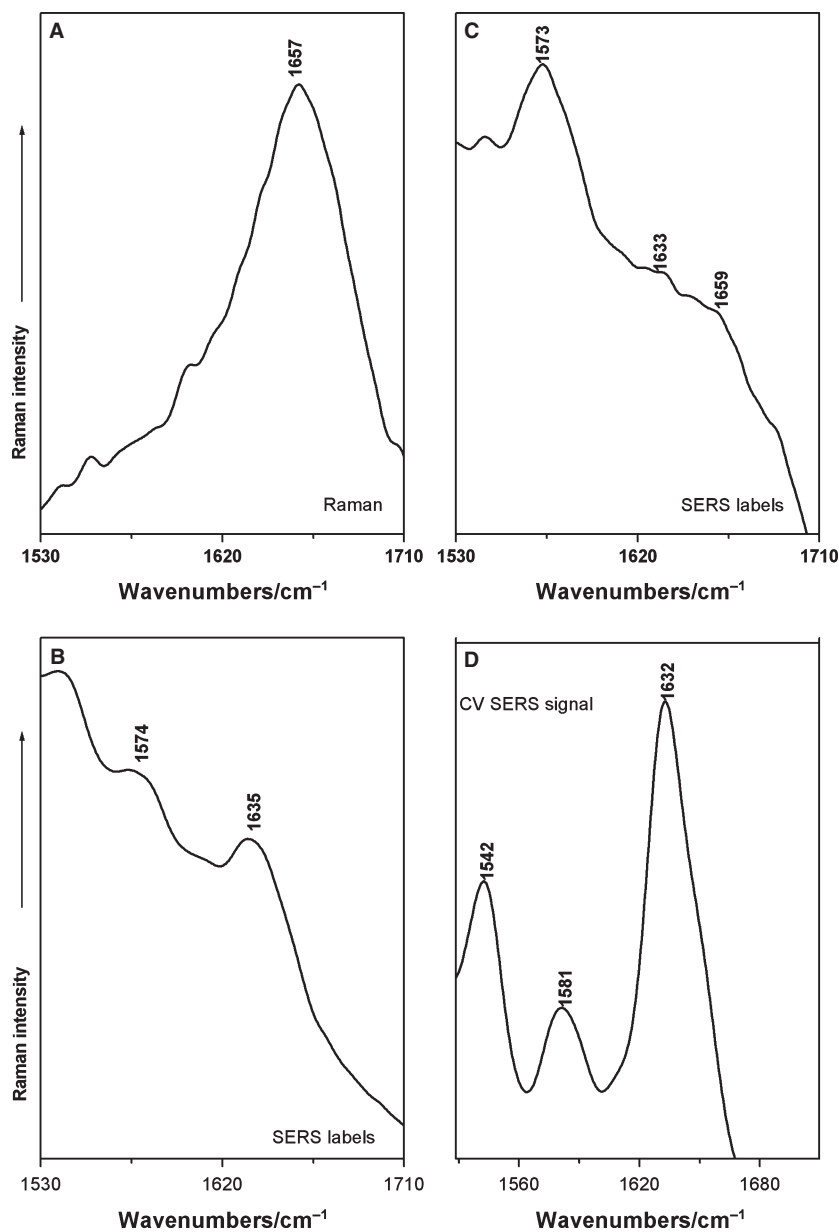 A
1657
Raman intensity
Raman
1530 1620 1710
Wavenumbers/cm⁻¹
C
1573
1633
1659
SERS labels
1530 1620 1710
Wavenumbers/cm⁻¹
B
1574
1635
Raman intensity
SERS labels
1530 1620 1710
Wavenumbers/cm⁻¹
D
CV SERS signal
1542
1581
1632
1560 1620 1680
Wavenumbers/cm⁻¹